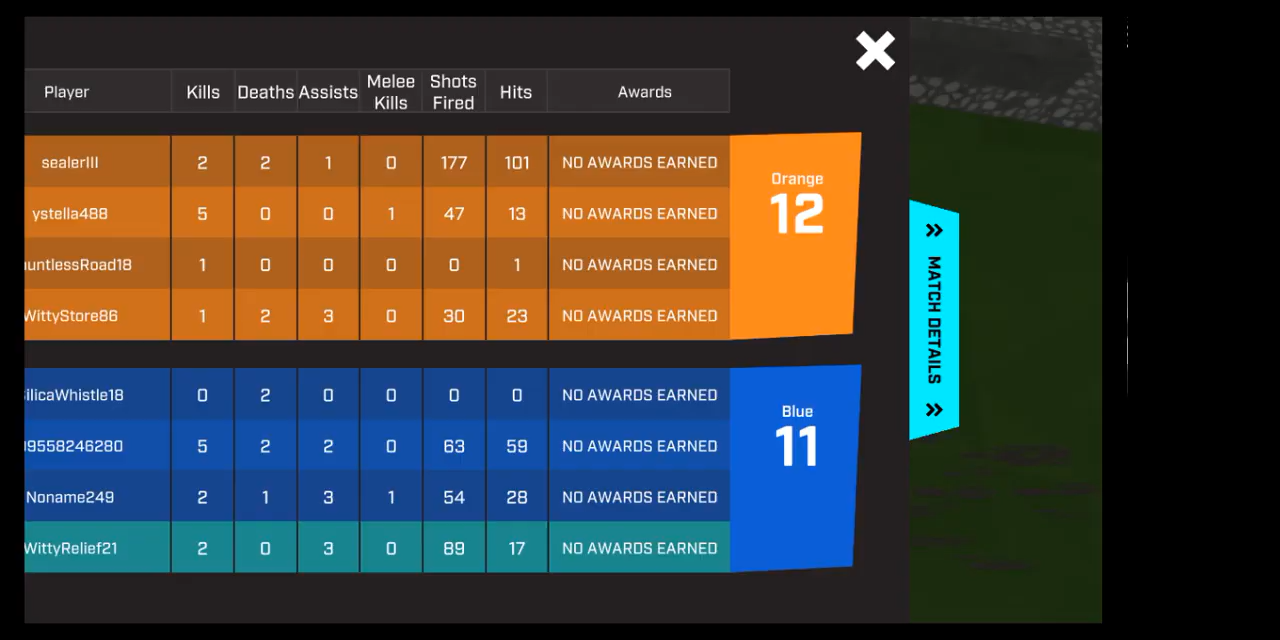 Player Kills Deaths Assists Melee Kills Shots Fired Hits Awards
sealerIII 2 2 1 0 177 101 NO AWARDS EARNED
ystella488 5 0 0 1 47 13 NO AWARDS EARNED
untlessRoad18 1 0 0 0 0 1 NO AWARDS EARNED
WittyStore86 1 2 3 0 30 23 NO AWARDS EARNED
Orange
12
ilicaWhistle18 0 2 0 0 0 0 NO AWARDS EARNED
9558246280 5 2 2 0 63 59 NO AWARDS EARNED
Noname249 2 1 3 1 54 28 NO AWARDS EARNED
WittyRelief21 2 0 3 0 89 17 NO AWARDS EARNED
Blue
11
MATCH DETAILS